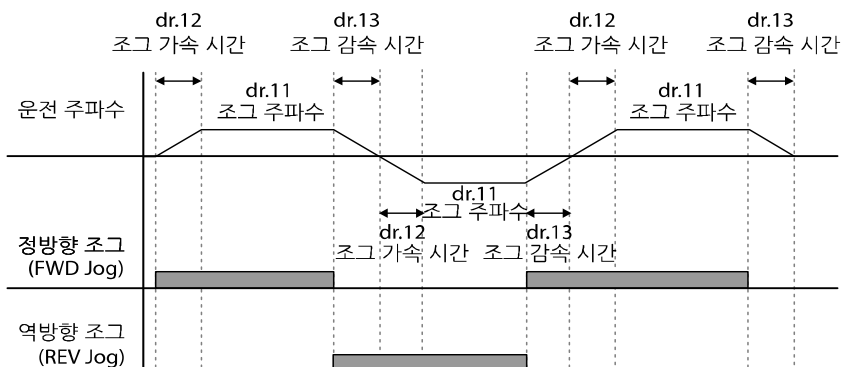 dr.12
조그 가속 시간
dr.13
조그 감속 시간
dr.12
조그 가속 시간
dr.13
조그 감속 시간
운전 주파수
dr.11
조그 주파수
dr.11
조그 주파수
dr.11
조그 주파수
dr.12
조그 가속 시간
dr.13
조그 감속 시간
정방향 조그
(FWD Jog)
역방향 조그
(REV Jog)